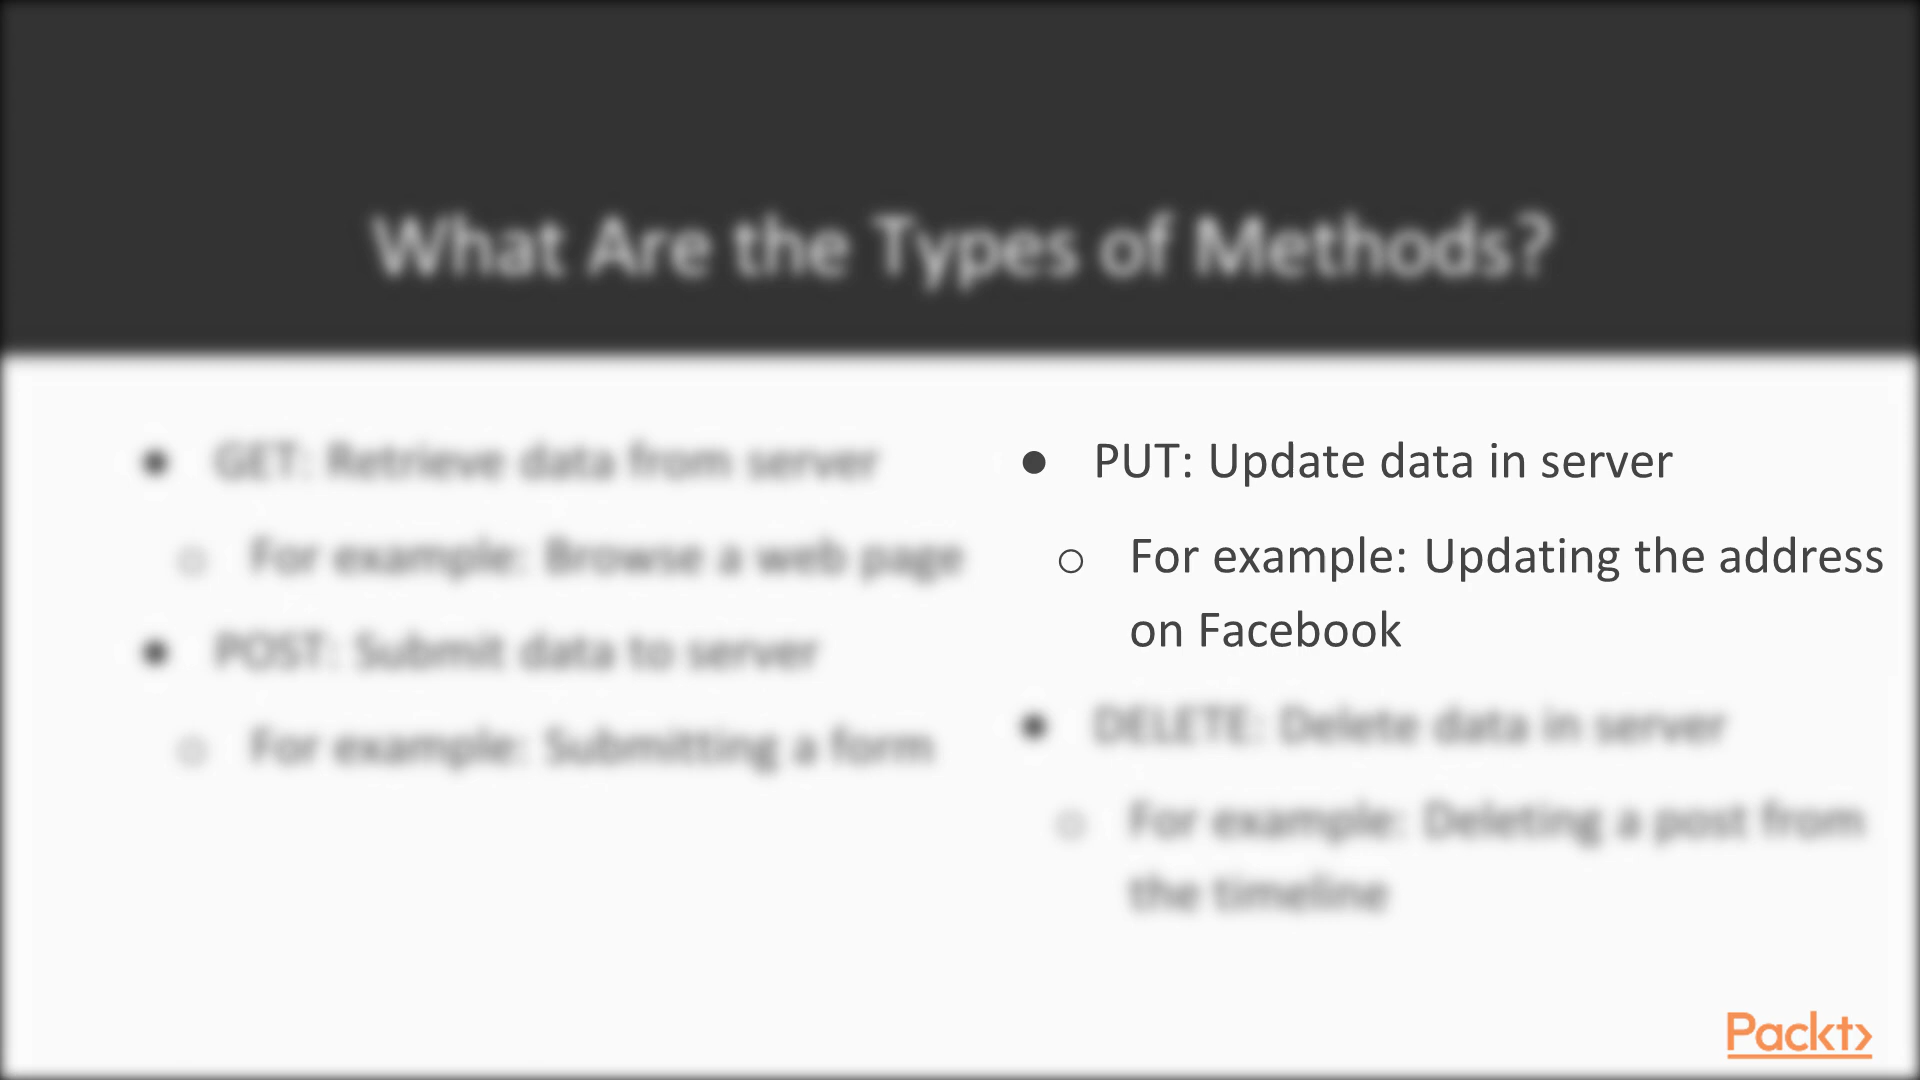 What Are the Types of Methods?
● GET: Retrieve data from server
○ For example: Browse a web page
● POST: Submit data to server
○ For example: Submitting a form
● PUT: Update data in server
○ For example: Updating the address
on Facebook
● DELETE: Delete data in server
○ For example: Deleting a post from
the timeline
Packt>